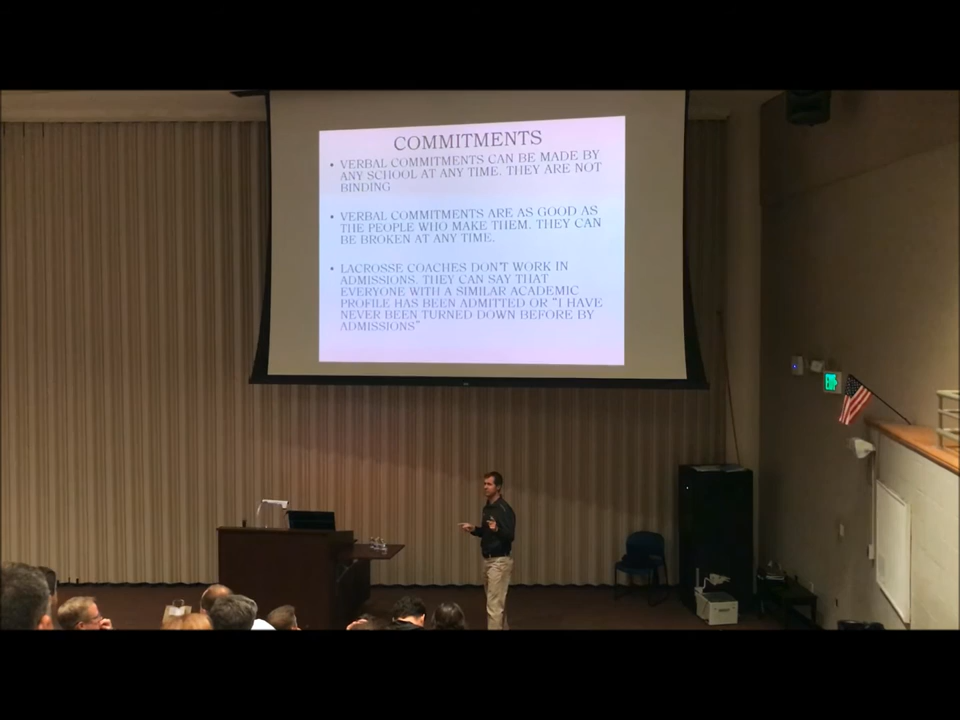 COMMITMENTS
• VERBAL COMMITMENTS CAN BE MADE BY
ANY SCHOOL AT ANY TIME. THEY ARE NOT
BINDING
• VERBAL COMMITMENTS ARE AS GOOD AS
THE PEOPLE WHO MAKE THEM. THEY CAN
BE BROKEN AT ANY TIME.
• LACROSSE COACHES DON'T WORK IN
ADMISSIONS. THEY CAN SAY THAT
EVERYONE WITH A SIMILAR ACADEMIC
PROFILE HAS BEEN ADMITTED OR "I HAVE
NEVER BEEN TURNED DOWN BEFORE BY
ADMISSIONS"